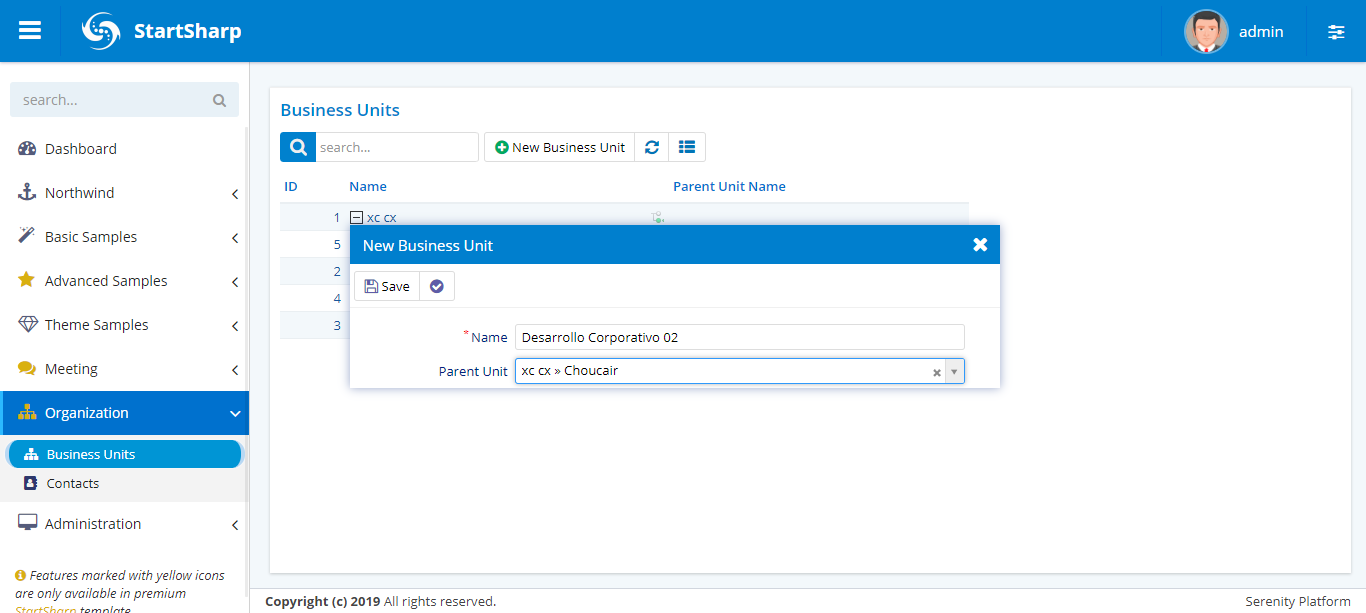 StartSharp
admin
search...
Dashboard
Northwind
Basic Samples
Advanced Samples
Theme Samples
Meeting
Organization
Business Units
Contacts
Administration
Features marked with yellow icons
are only available in premium
StartSharp template
Business Units
search...
New Business Unit
ID Name Parent Unit Name
1 xc cx
5
2
4
3
New Business Unit
Save
*Name Desarrollo Corporativo 02
Parent Unit xc cx » Choucair
Copyright (c) 2019 All rights reserved.
Serenity Platform